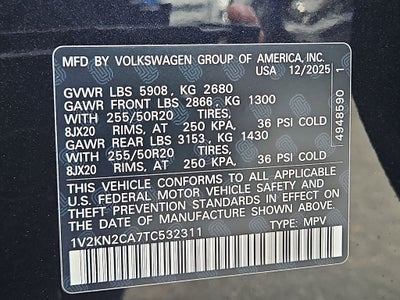 MFD BY VOLKSWAGEN GROUP OF AMERICA, INC.
USA 12/2025
GVWR LBS 5908, KG 2680
GAWR FRONT LBS 2866, KG 1300
WITH 255/50R20 TIRES,
8JX20 RIMS, AT 250 KPA, 36 PSI COLD
GAWR REAR LBS 3153, KG 1430
WITH 255/50R20 TIRES,
8JX20 RIMS, AT 250 KPA, 36 PSI COLD
THIS VEHICLE CONFORMS TO ALL APPLICABLE
U.S. FEDERAL MOTOR VEHICLE SAFETY AND
THEFT PREVENTION STANDARDS IN EFFECT ON
THE DATE OF MANUFACTURE SHOWN ABOVE.
1V2KN2CA7TC532311 TYPE: MPV
4948590 1